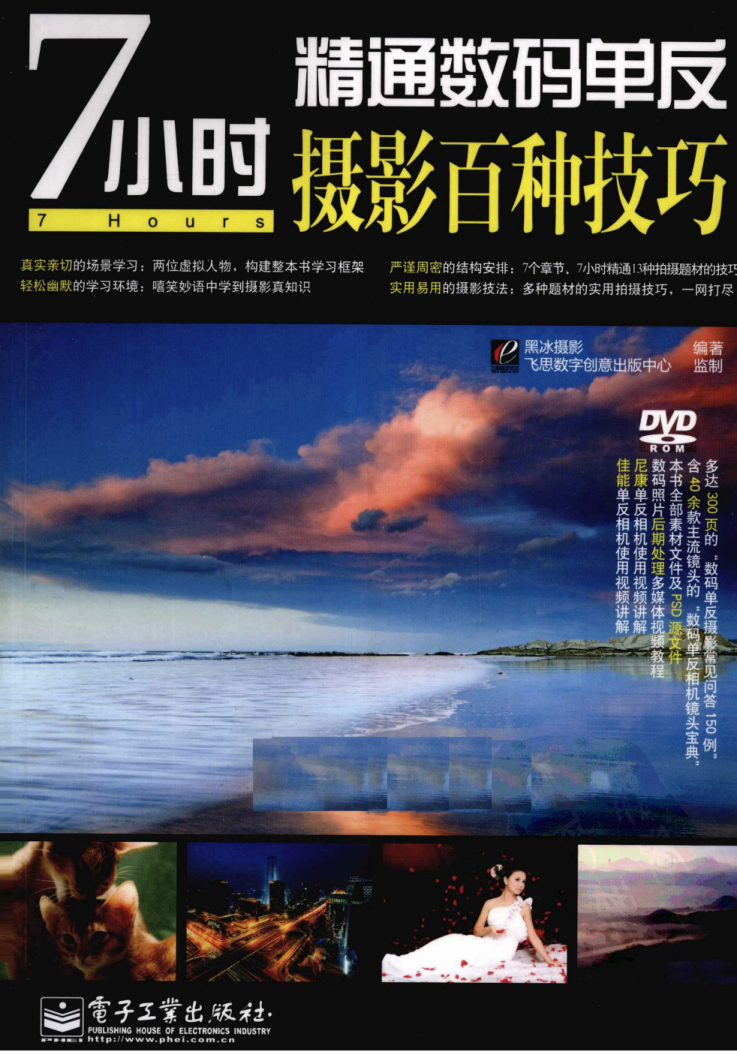 7小时
7 Hours
精通数码单反
摄影百种技巧
真实亲切的场景学习：两位虚拟人物，构建整本书学习框架
轻松幽默的学习环境：嘻笑妙语中学到摄影真知识
严谨周密的结构安排：7个章节、7小时精通13种拍摄题材的技巧
实用易用的摄影技法：多种题材的实用拍摄技巧，一网打尽
黑冰摄影 编著
飞思数字创意出版中心 监制
DVD
ROM
多达 300 页的“数码单反摄影常见问答 150 例”
含 40 余款主流镜头的“数码单反相机镜头宝典”
本书全部素材文件及 PSD 源文件
数码照片后期处理多媒体视频教程
尼康单反相机使用视频讲解
佳能单反相机使用视频讲解
電子工業出版社
PUBLISHING HOUSE OF ELECTRONICS INDUSTRY
http://www.phei.com.cn